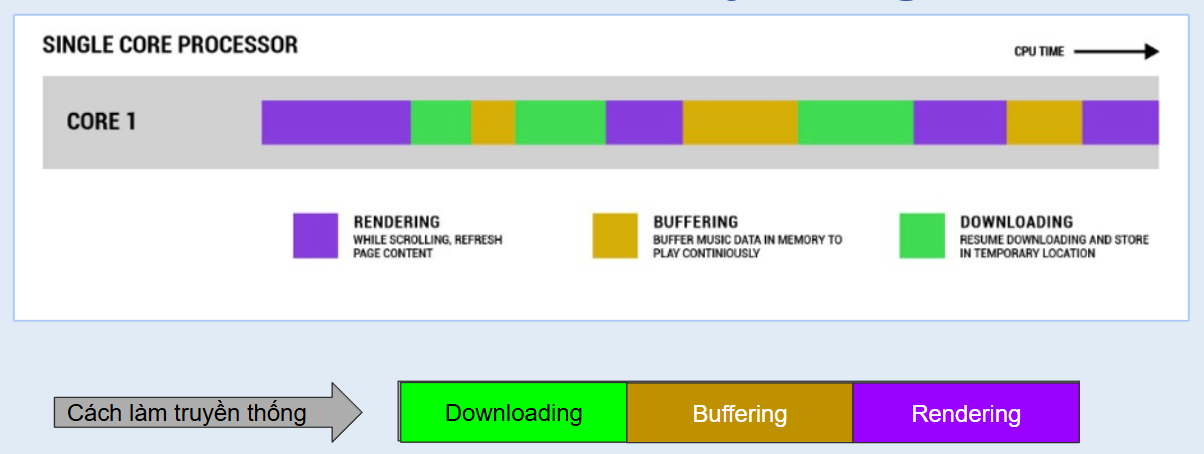 SINGLE CORE PROCESSOR
CPU TIME
CORE 1
RENDERING
WHILE SCROLLING, REFRESH
PAGE CONTENT
BUFFERING
BUFFER MUSIC DATA IN MEMORY TO
PLAY CONTINIOUSLY
DOWNLOADING
RESUME DOWNLOADING AND STORE
IN TEMPORARY LOCATION
Cách làm truyền thống
Downloading
Buffering
Rendering